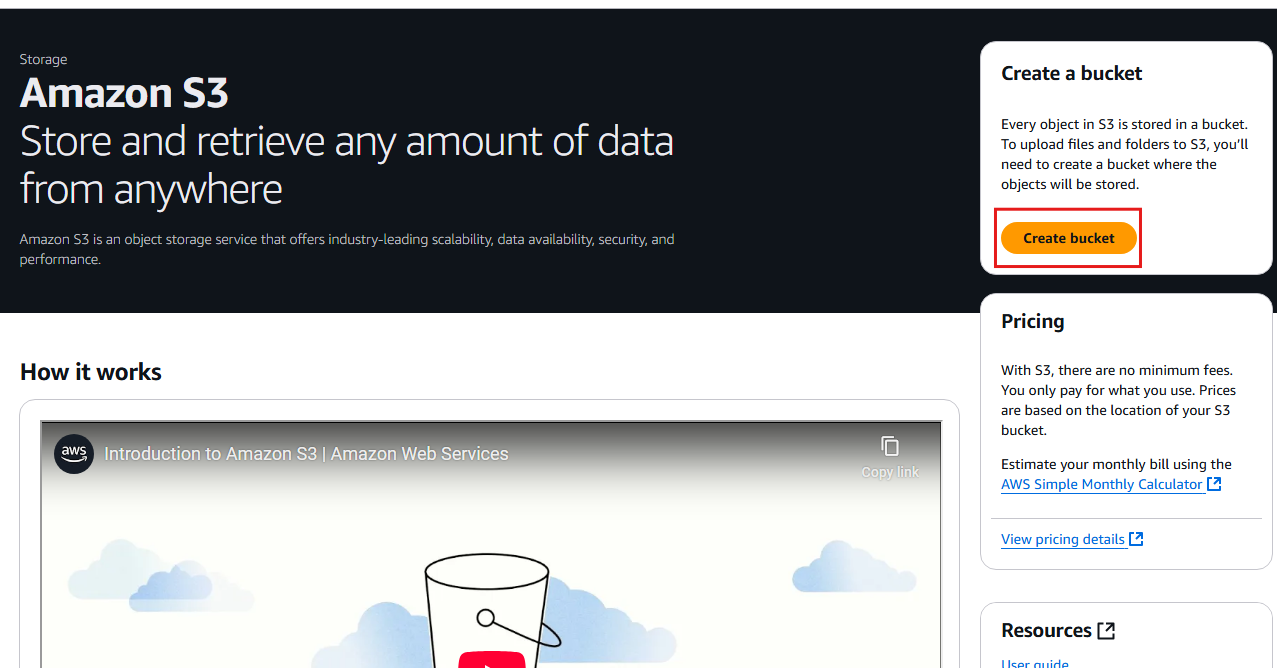 Storage
Amazon S3
Store and retrieve any amount of data
from anywhere
Amazon S3 is an object storage service that offers industry-leading scalability, data availability, security, and
performance.
Create a bucket
Every object in S3 is stored in a bucket.
To upload files and folders to S3, you'll
need to create a bucket where the
objects will be stored.
Create bucket
Pricing
With S3, there are no minimum fees.
You only pay for what you use. Prices
are based on the location of your S3
bucket.
Estimate your monthly bill using the
AWS Simple Monthly Calculator
View pricing details
Resources
User guide
How it works
aws
Introduction to Amazon S3 | Amazon Web Services
Copy link